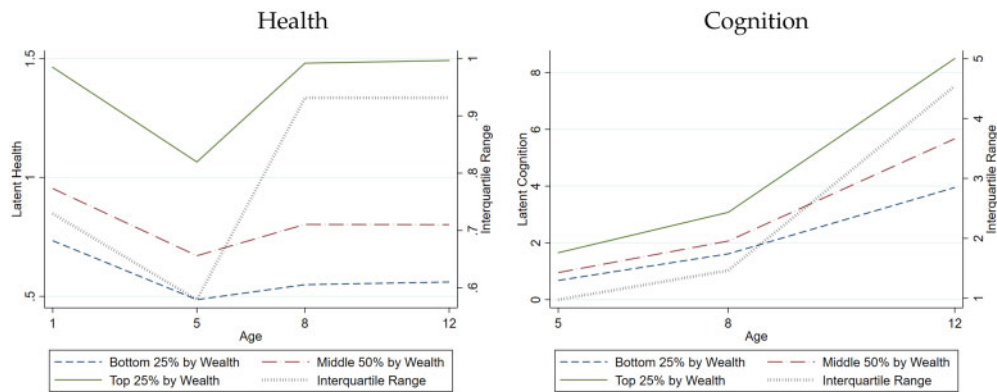 Health
Latent Health
1.5
1
.5
Interquartile Range
1
.9
.8
.7
.6
1 5 8 12
Age
Bottom 25% by Wealth Middle 50% by Wealth
Top 25% by Wealth Interquartile Range
Cognition
Latent Cognition
8
6
4
2
0
Interquartile Range
5
4
3
2
1
5 8 12
Age
Bottom 25% by Wealth Middle 50% by Wealth
Top 25% by Wealth Interquartile Range